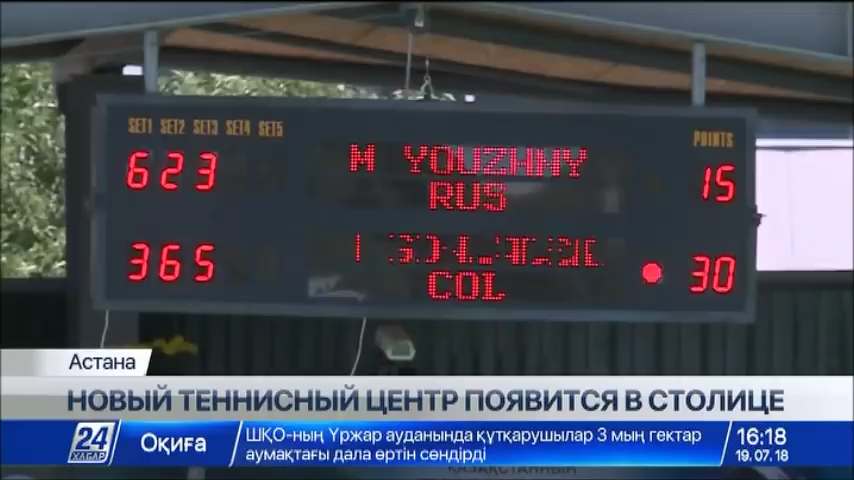 SET1 SET2 SET3 SET4 SET5
POINTS
6 2 3
M YOUZHNY
15
RUS
3 6 5
30
COL
Астана
НОВЫЙ ТЕННИСНЫЙ ЦЕНТР ПОЯВИТСЯ В СТОЛИЦЕ
24
ХАБАР
Оқиға
ШҚО-ның Үржар ауданында құтқарушылар 3 мың гектар
аумақтағы дала өртін сөндірді
16:18
19.07.18